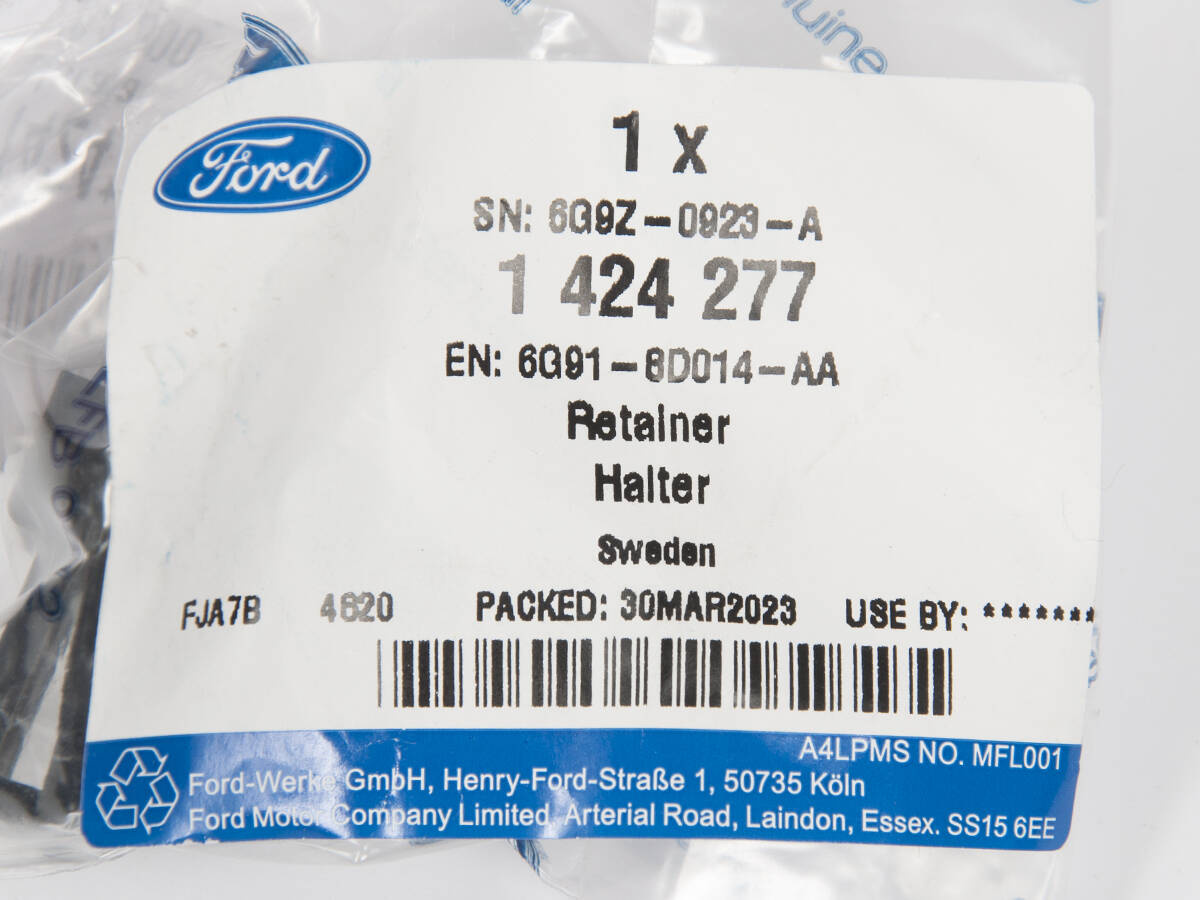 uine
Ford
1 x
SN: 6G9Z-0923-A
1 424 277
EN: 6G91-8D014-AA
Retainer
Halter
Sweden
FJA7B 4620 PACKED: 30MAR2023 USE BY: *******
A4LPMS NO. MFL001
Ford-Werke GmbH, Henry-Ford-Straße 1, 50735 Köln
Ford Motor Company Limited, Arterial Road, Laindon, Essex. SS15 6EE